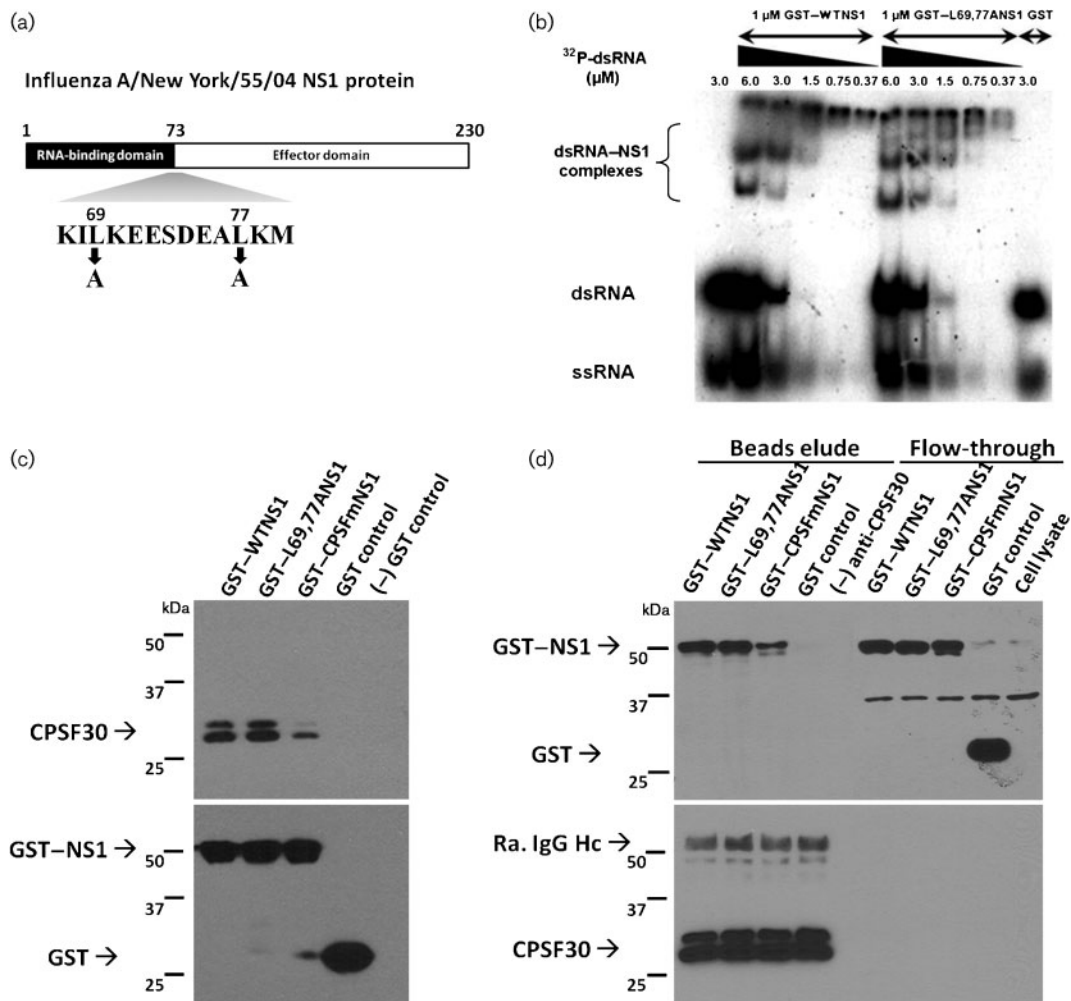 (a)
Influenza A/New York/55/04 NS1 protein
1 73 230
RNA-binding domain Effector domain
69 77
KILKEESDEALKM
A A
(b)
1 µM GST–WTNS1 1 µM GST–L69,77ANS1 GST
32P-dsRNA
(µM)
3.0 6.0 3.0 1.5 0.75 0.37 6.0 3.0 1.5 0.75 0.37 3.0
dsRNA–NS1
complexes
dsRNA
ssRNA
(c)
GST–WTNS1
GST–L69,77ANS1
GST–CPSFmNS1
GST control
(–) GST control
kDa
50
37
CPSF30 →
25
GST–NS1 →
50
37
GST →
25
(d)
Beads elude Flow-through
GST–WTNS1
GST–L69,77ANS1
GST–CPSFmNS1
GST control
(–) anti-CPSF30
GST–WTNS1
GST–L69,77ANS1
GST–CPSFmNS1
GST control
Cell lysate
kDa
GST–NS1 →
50
37
GST →
25
Ra. IgG Hc →
50
37
CPSF30 →
25